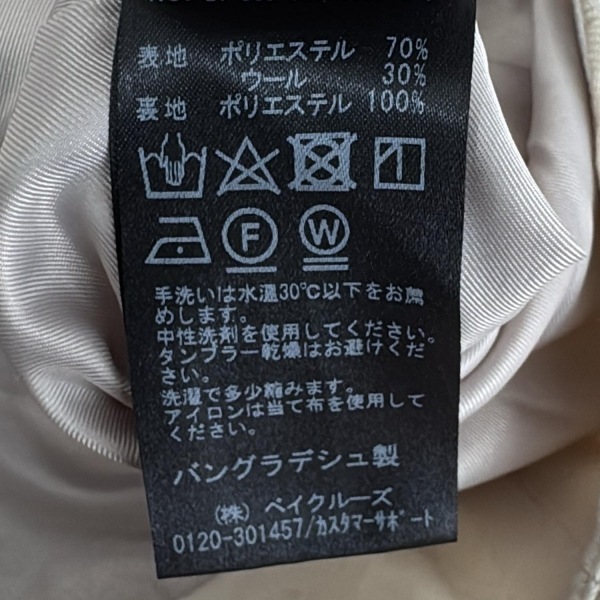 表地 ポリエステル 70%
ウール 30%
裏地 ポリエステル 100%
F W
手洗いは水温30℃以下をお薦
めします。
中性洗剤を使用してください。
タンブラー乾燥はお避けくだ
さい。
洗濯で多少縮みます。
アイロンは当て布を使用して
ください。
バングラデシュ製
(株) ベイクルーズ
0120-301457/カスタマーサポート